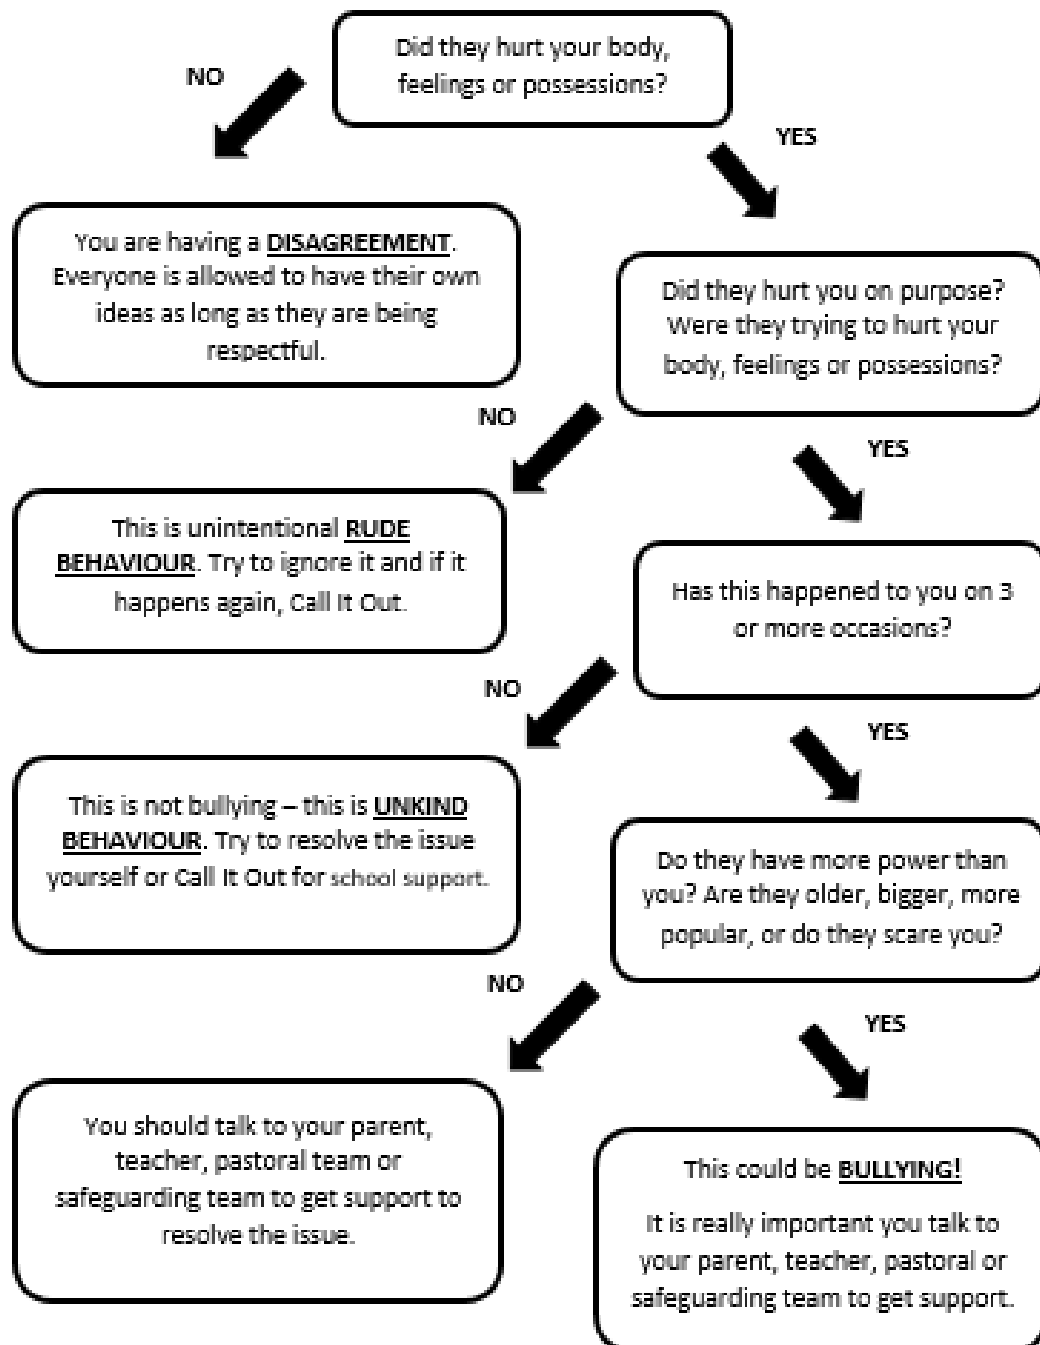 Did they hurt your body,
feelings or possessions?
NO
YES
You are having a DISAGREEMENT.
Everyone is allowed to have their own
ideas as long as they are being
respectful.
Did they hurt you on purpose?
Were they trying to hurt your
body, feelings or possessions?
NO
YES
This is unintentional RUDE
BEHAVIOUR. Try to ignore it and if it
happens again, Call It Out.
Has this happened to you on 3
or more occasions?
NO
YES
This is not bullying – this is UNKIND
BEHAVIOUR. Try to resolve the issue
yourself or Call It Out for school support.
Do they have more power than
you? Are they older, bigger, more
popular, or do they scare you?
NO
YES
You should talk to your parent,
teacher, pastoral team or
safeguarding team to get support to
resolve the issue.
This could be BULLYING!
It is really important you talk to
your parent, teacher, pastoral or
safeguarding team to get support.